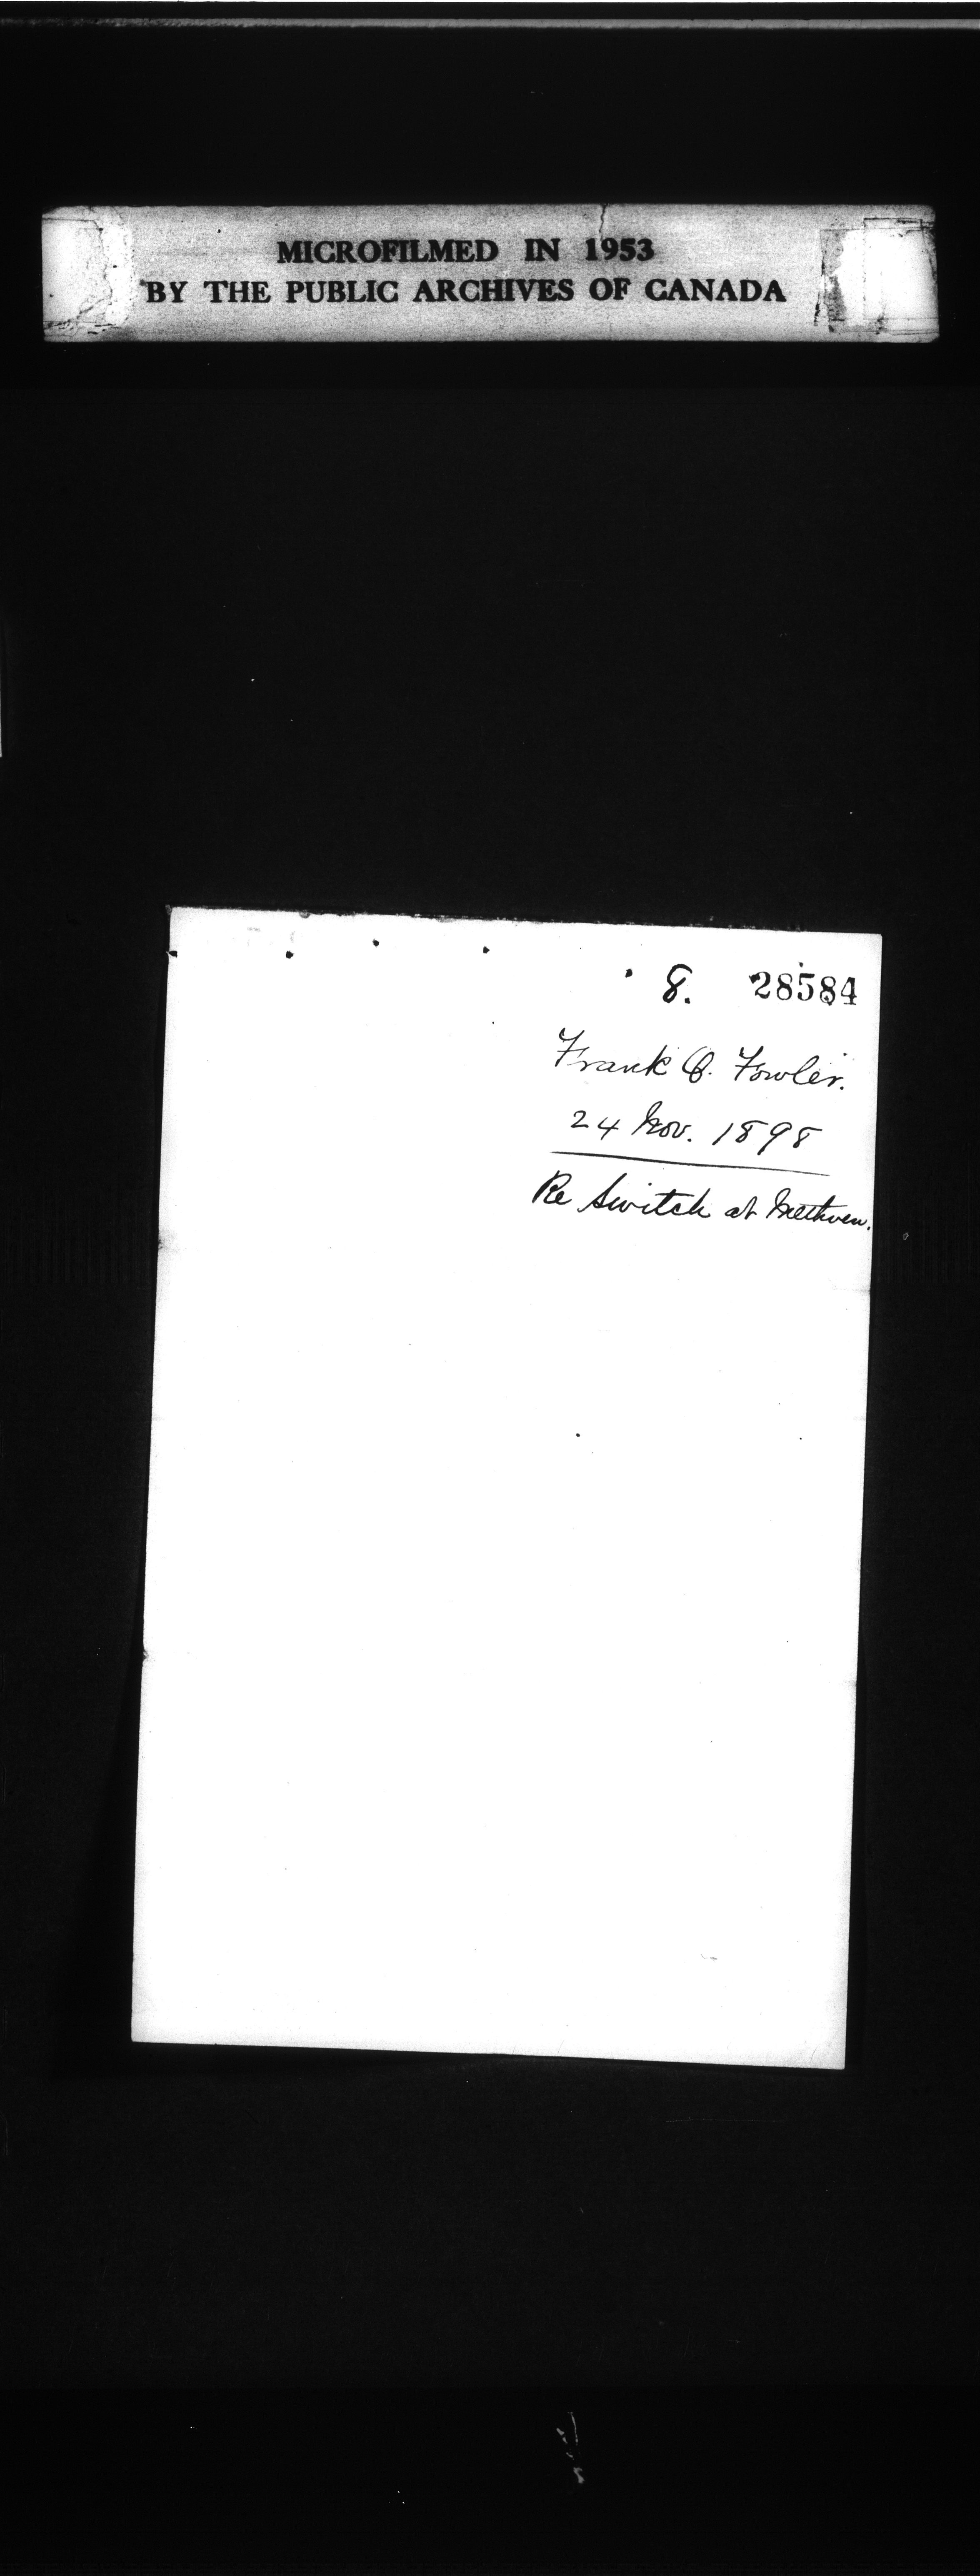 MICROFILMED IN 1953
BY THE PUBLIC ARCHIVES OF CANADA
8. 28584
Frank O. Fowler.
24 Nov. 1898
Re Switch at Methven.